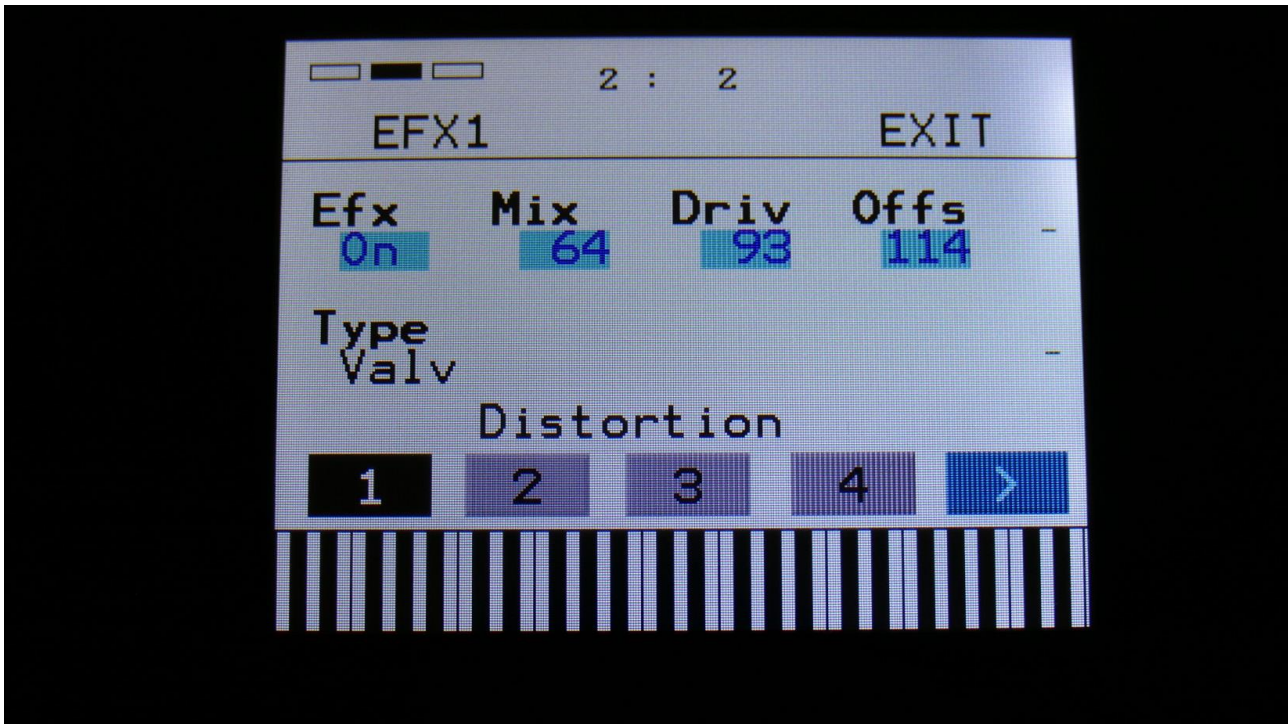 2 : 2
EFX1 EXIT
Efx Mix Driv Offs -
On 64 93 114
Type -
Valv
Distortion
1 2 3 4 >